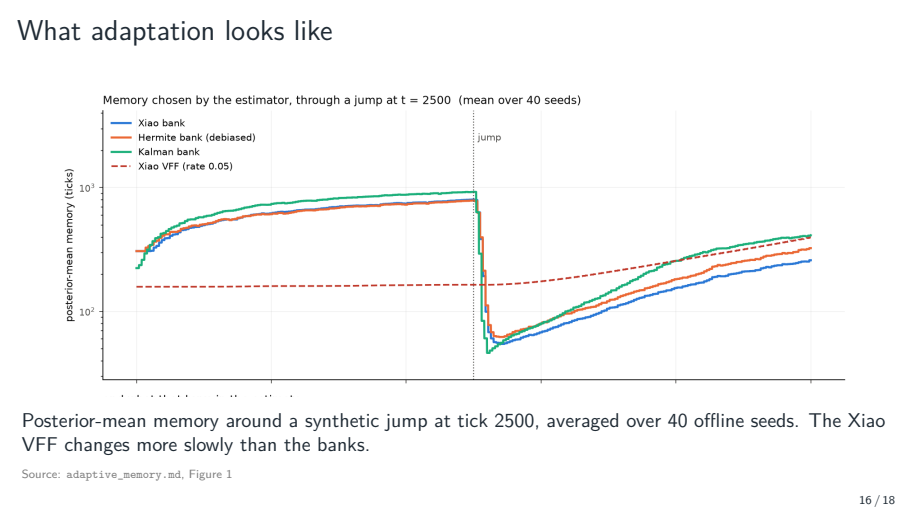 What adaptation looks like
Memory chosen by the estimator, through a jump at t = 2500 (mean over 40 seeds)
Xiao bank
Hermite bank (debiased)
Kalman bank
Xiao VFF (rate 0.05)
jump
posterior-mean memory (ticks)
10³
10²
Posterior-mean memory around a synthetic jump at tick 2500, averaged over 40 offline seeds. The Xiao
VFF changes more slowly than the banks.
Source: adaptive_memory.md, Figure 1
16 / 18